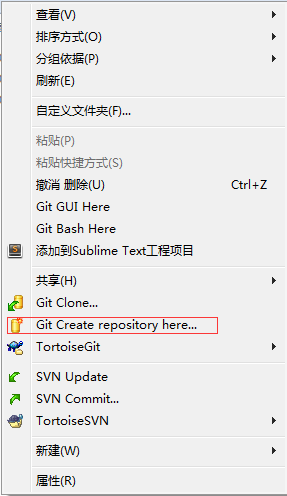 查看(V)
排序方式(O)
分组依据(P)
刷新(E)
自定义文件夹(F)...
粘贴(P)
粘贴快捷方式(S)
撤消 删除(U) Ctrl+Z
Git GUI Here
Git Bash Here
添加到Sublime Text工程项目
共享(H)
Git Clone...
Git Create repository here...
TortoiseGit
SVN Update
SVN Commit...
TortoiseSVN
新建(W)
属性(R)